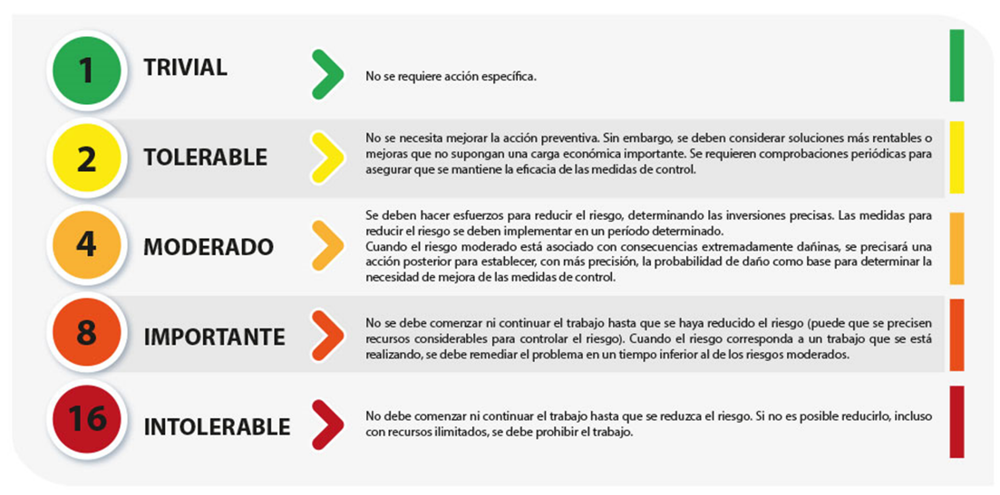 1
TRIVIAL
No se requiere acción específica.
2
TOLERABLE
No se necesita mejorar la acción preventiva. Sin embargo, se deben considerar soluciones más rentables o
mejoras que no supongan una carga económica importante. Se requieren comprobaciones periódicas para
asegurar que se mantiene la eficacia de las medidas de control.
4
MODERADO
Se deben hacer esfuerzos para reducir el riesgo, determinando las inversiones precisas. Las medidas para
reducir el riesgo se deben implementar en un período determinado.
Cuando el riesgo moderado está asociado con consecuencias extremadamente dañinas, se precisará una
acción posterior para establecer, con más precisión, la probabilidad de daño como base para determinar la
necesidad de mejora de las medidas de control.
8
IMPORTANTE
No se debe comenzar ni continuar el trabajo hasta que se haya reducido el riesgo (puede que se precisen
recursos considerables para controlar el riesgo). Cuando el riesgo corresponda a un trabajo que se está
realizando, se debe remediar el problema en un tiempo inferior al de los riesgos moderados.
16
INTOLERABLE
No debe comenzar ni continuar el trabajo hasta que se reduzca el riesgo. Si no es posible reducirlo, incluso
con recursos ilimitados, se debe prohibir el trabajo.